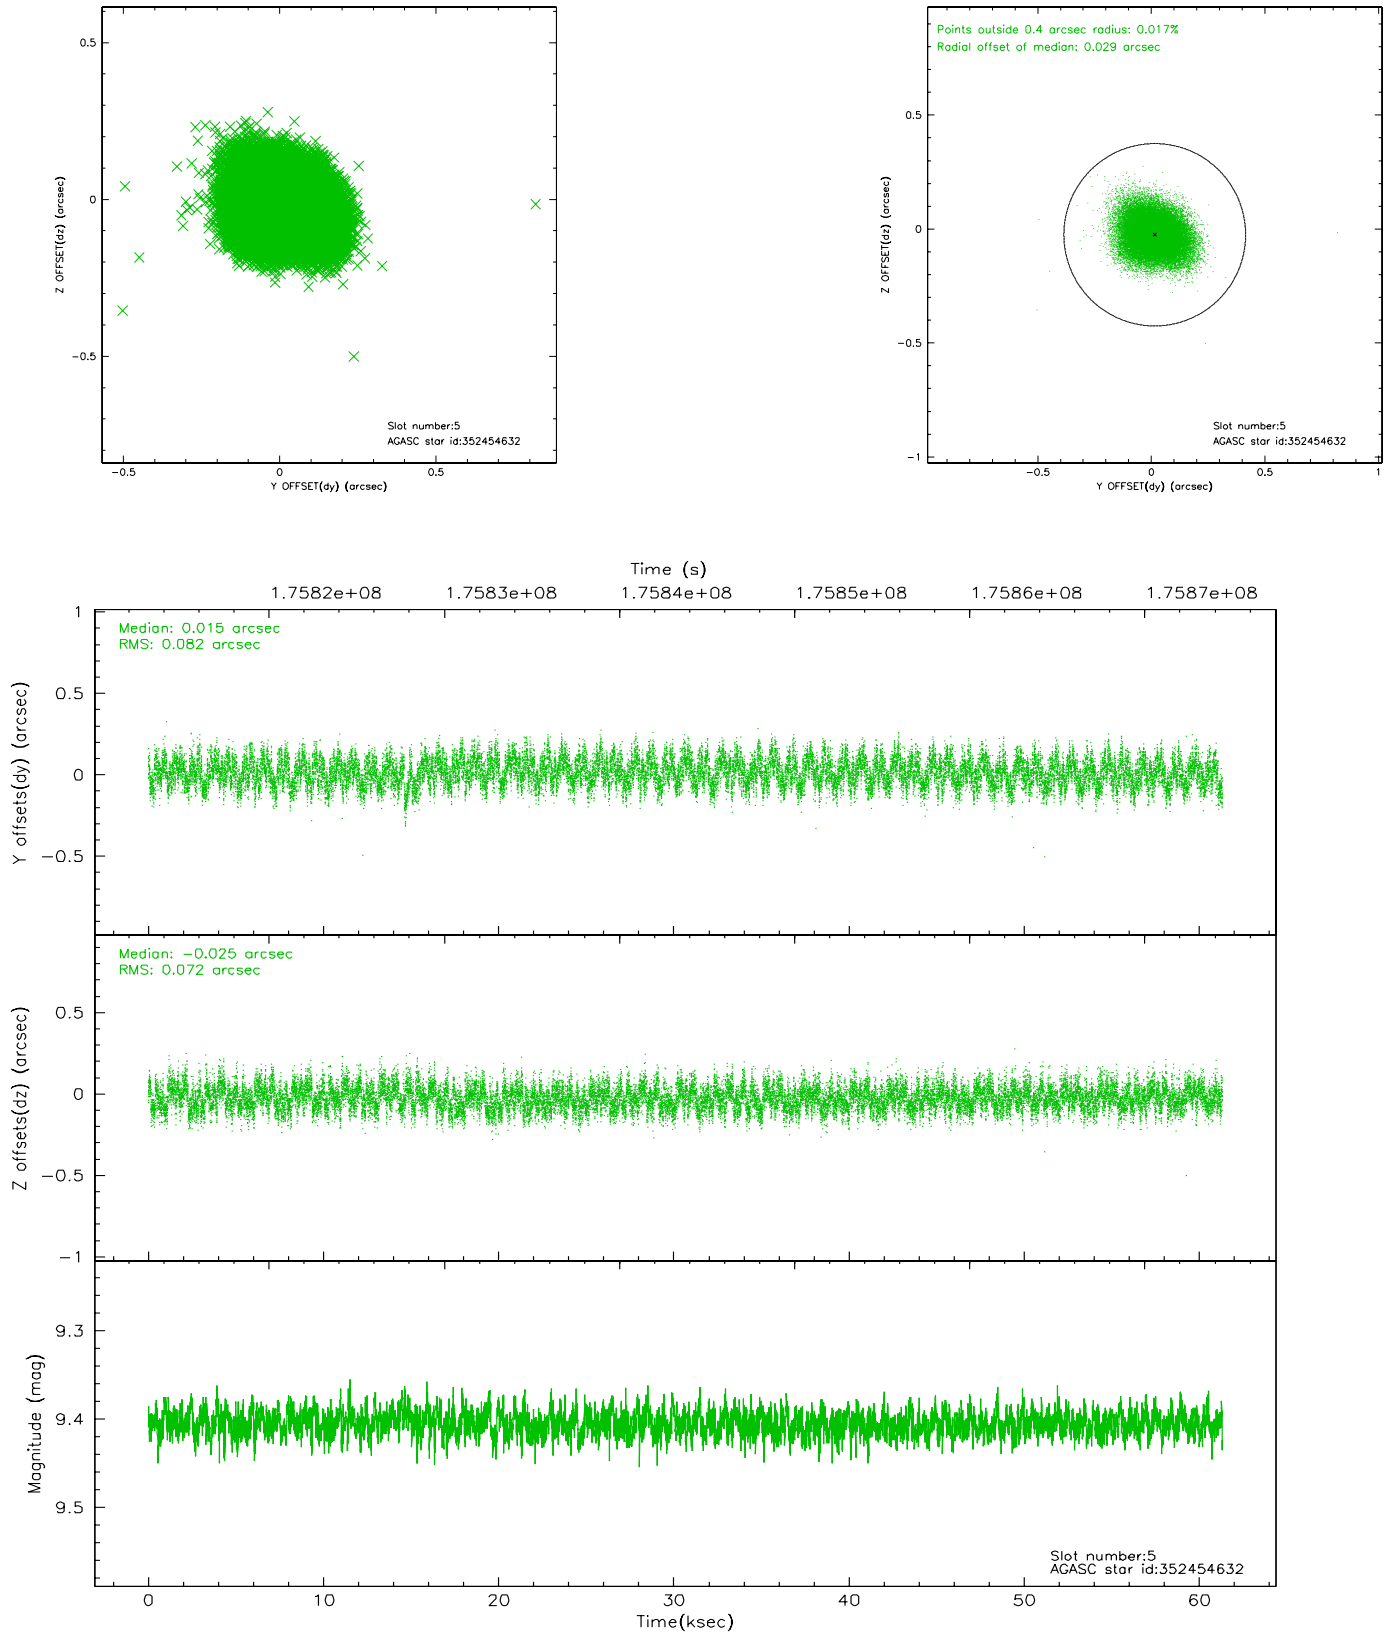 0.5
0
−0.5
Z OFFSET(dz) (arcsec)
Slot number:5
AGASC star id:352454632
−0.5 0 0.5
Y OFFSET(dy) (arcsec)
Points outside 0.4 arcsec radius: 0.017%
Radial offset of median: 0.029 arcsec
0.5
0
−0.5
−1
Z OFFSET(dz) (arcsec)
Slot number:5
AGASC star id:352454632
−0.5 0 0.5 1
Y OFFSET(dy) (arcsec)
Time (s)
1.7582e+08 1.7583e+08 1.7584e+08 1.7585e+08 1.7586e+08 1.7587e+08
Median: 0.015 arcsec
RMS: 0.082 arcsec
1
0.5
0
−0.5
Y offsets(dy) (arcsec)
Median: −0.025 arcsec
RMS: 0.072 arcsec
0.5
0
−0.5
−1
Z offsets(dz) (arcsec)
9.3
9.4
9.5
Magnitude (mag)
Slot number:5
AGASC star id:352454632
0 10 20 30 40 50 60
Time(ksec)